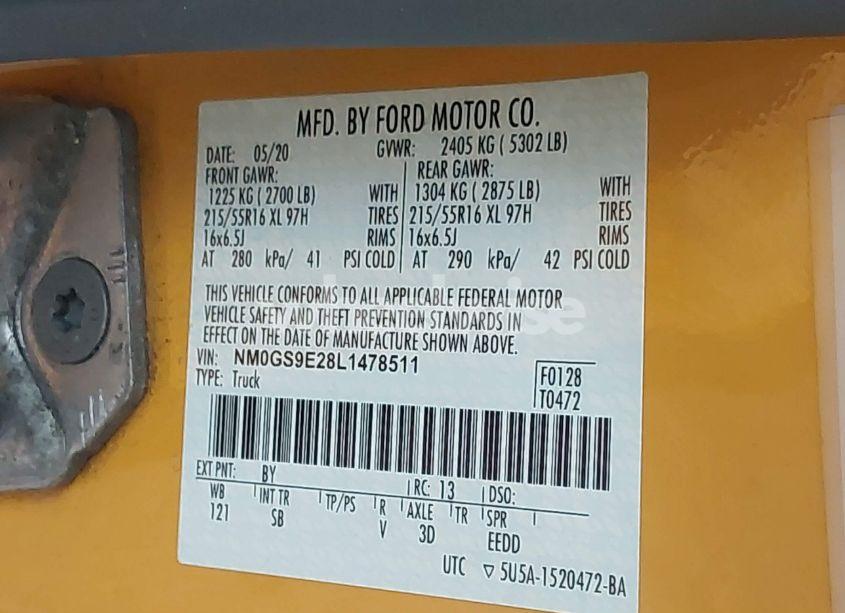 MFD. BY FORD MOTOR CO.
DATE: 05/20 GVWR: 2405 KG ( 5302 LB)
FRONT GAWR: REAR GAWR:
1225 KG ( 2700 LB) WITH 1304 KG ( 2875 LB) WITH
215/55R16 XL 97H TIRES 215/55R16 XL 97H TIRES
16x6.5J RIMS 16x6.5J RIMS
AT 280 kPa/ 41 PSI COLD AT 290 kPa/ 42 PSI COLD
THIS VEHICLE CONFORMS TO ALL APPLICABLE FEDERAL MOTOR
VEHICLE SAFETY AND THEFT PREVENTION STANDARDS IN
EFFECT ON THE DATE OF MANUFACTURE SHOWN ABOVE.
VIN: NM0GS9E28L1478511
TYPE: Truck
F0128
T0472
EXT PNT: BY RC: 13 DSO:
WB INT TR TP/PS R AXLE TR SPR
121 SB V 3D EEDD
UTC ▽ 5U5A-1520472-BA